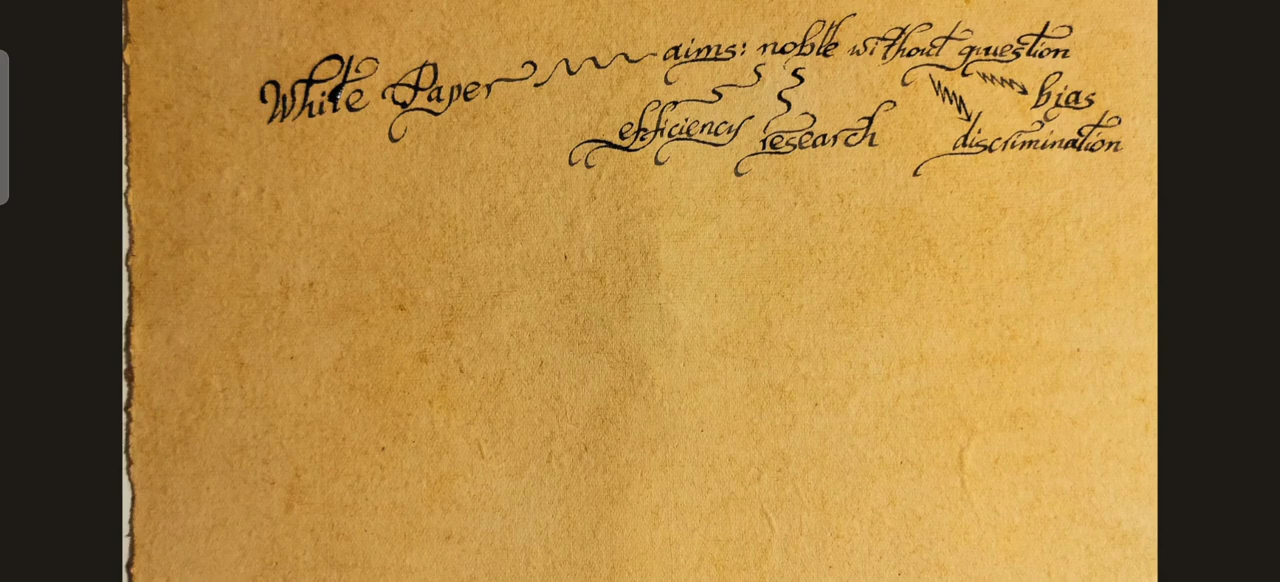 White Paper aims: noble without question
bias
efficiency research discrimination